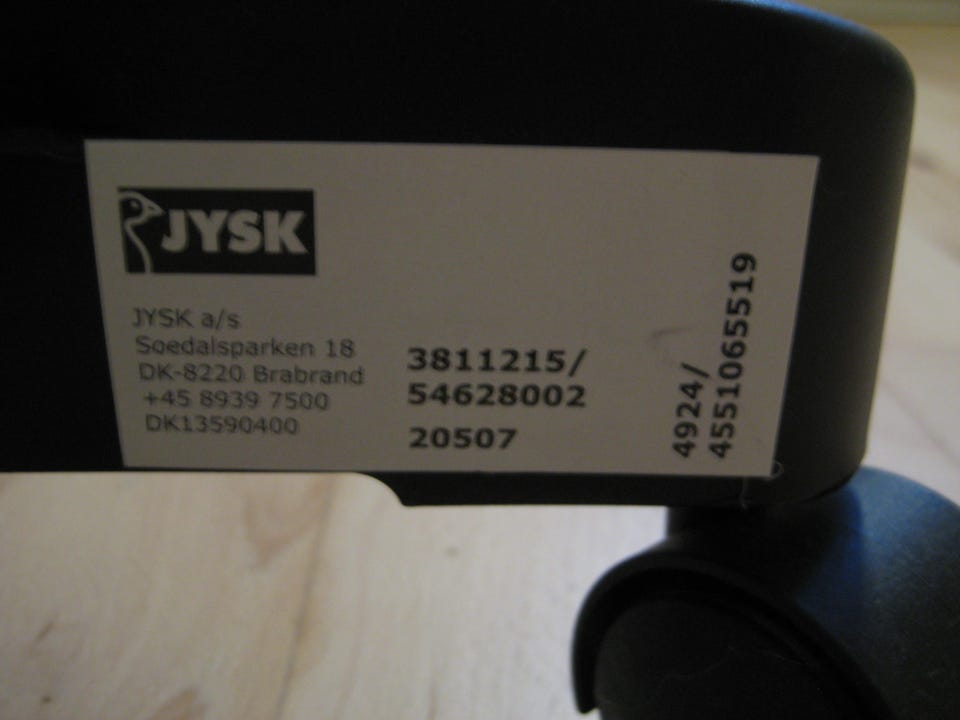 JYSK
JYSK a/s
Soedalsparken 18
DK-8220 Brabrand
+45 8939 7500
DK13590400
3811215/
54628002
20507
4924/
4551065519